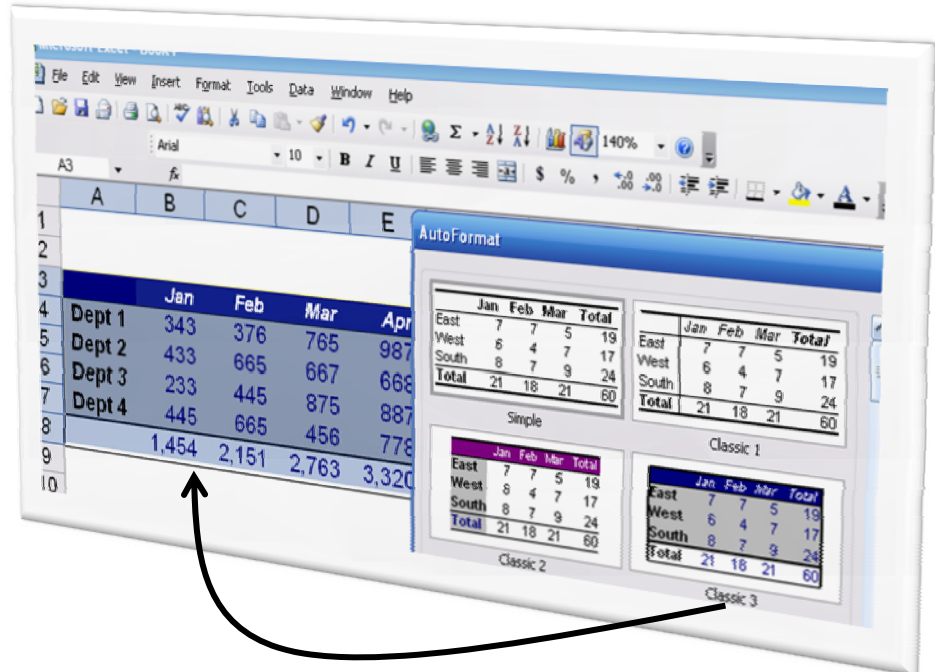 Microsoft Excel - Book1
File Edit View Insert Format Tools Data Window Help
140%
Arial 10 B I U $ % , .00 .00
A3 fx
A B C D E
1
2
3 Jan Feb Mar Apr
4 Dept 1 343 376 765 987
5 Dept 2 433 665 667 668
6 Dept 3 233 445 875 887
7 Dept 4 445 665 456 778
8 1,454 2,151 2,763 3,320
9
10
AutoFormat
Jan Feb Mar Total
East 7 7 5 19
West 6 4 7 17
South 8 7 9 24
Total 21 18 21 60
Simple
Jan Feb Mar Total
East 7 7 5 19
West 6 4 7 17
South 8 7 9 24
Total 21 18 21 60
Classic 1
Jan Feb Mar Total
East 7 7 5 19
West 6 4 7 17
South 8 7 9 24
Total 21 18 21 60
Classic 2
Jan Feb Mar Total
East 7 7 5 19
West 6 4 7 17
South 8 7 9 24
Total 21 18 21 60
Classic 3